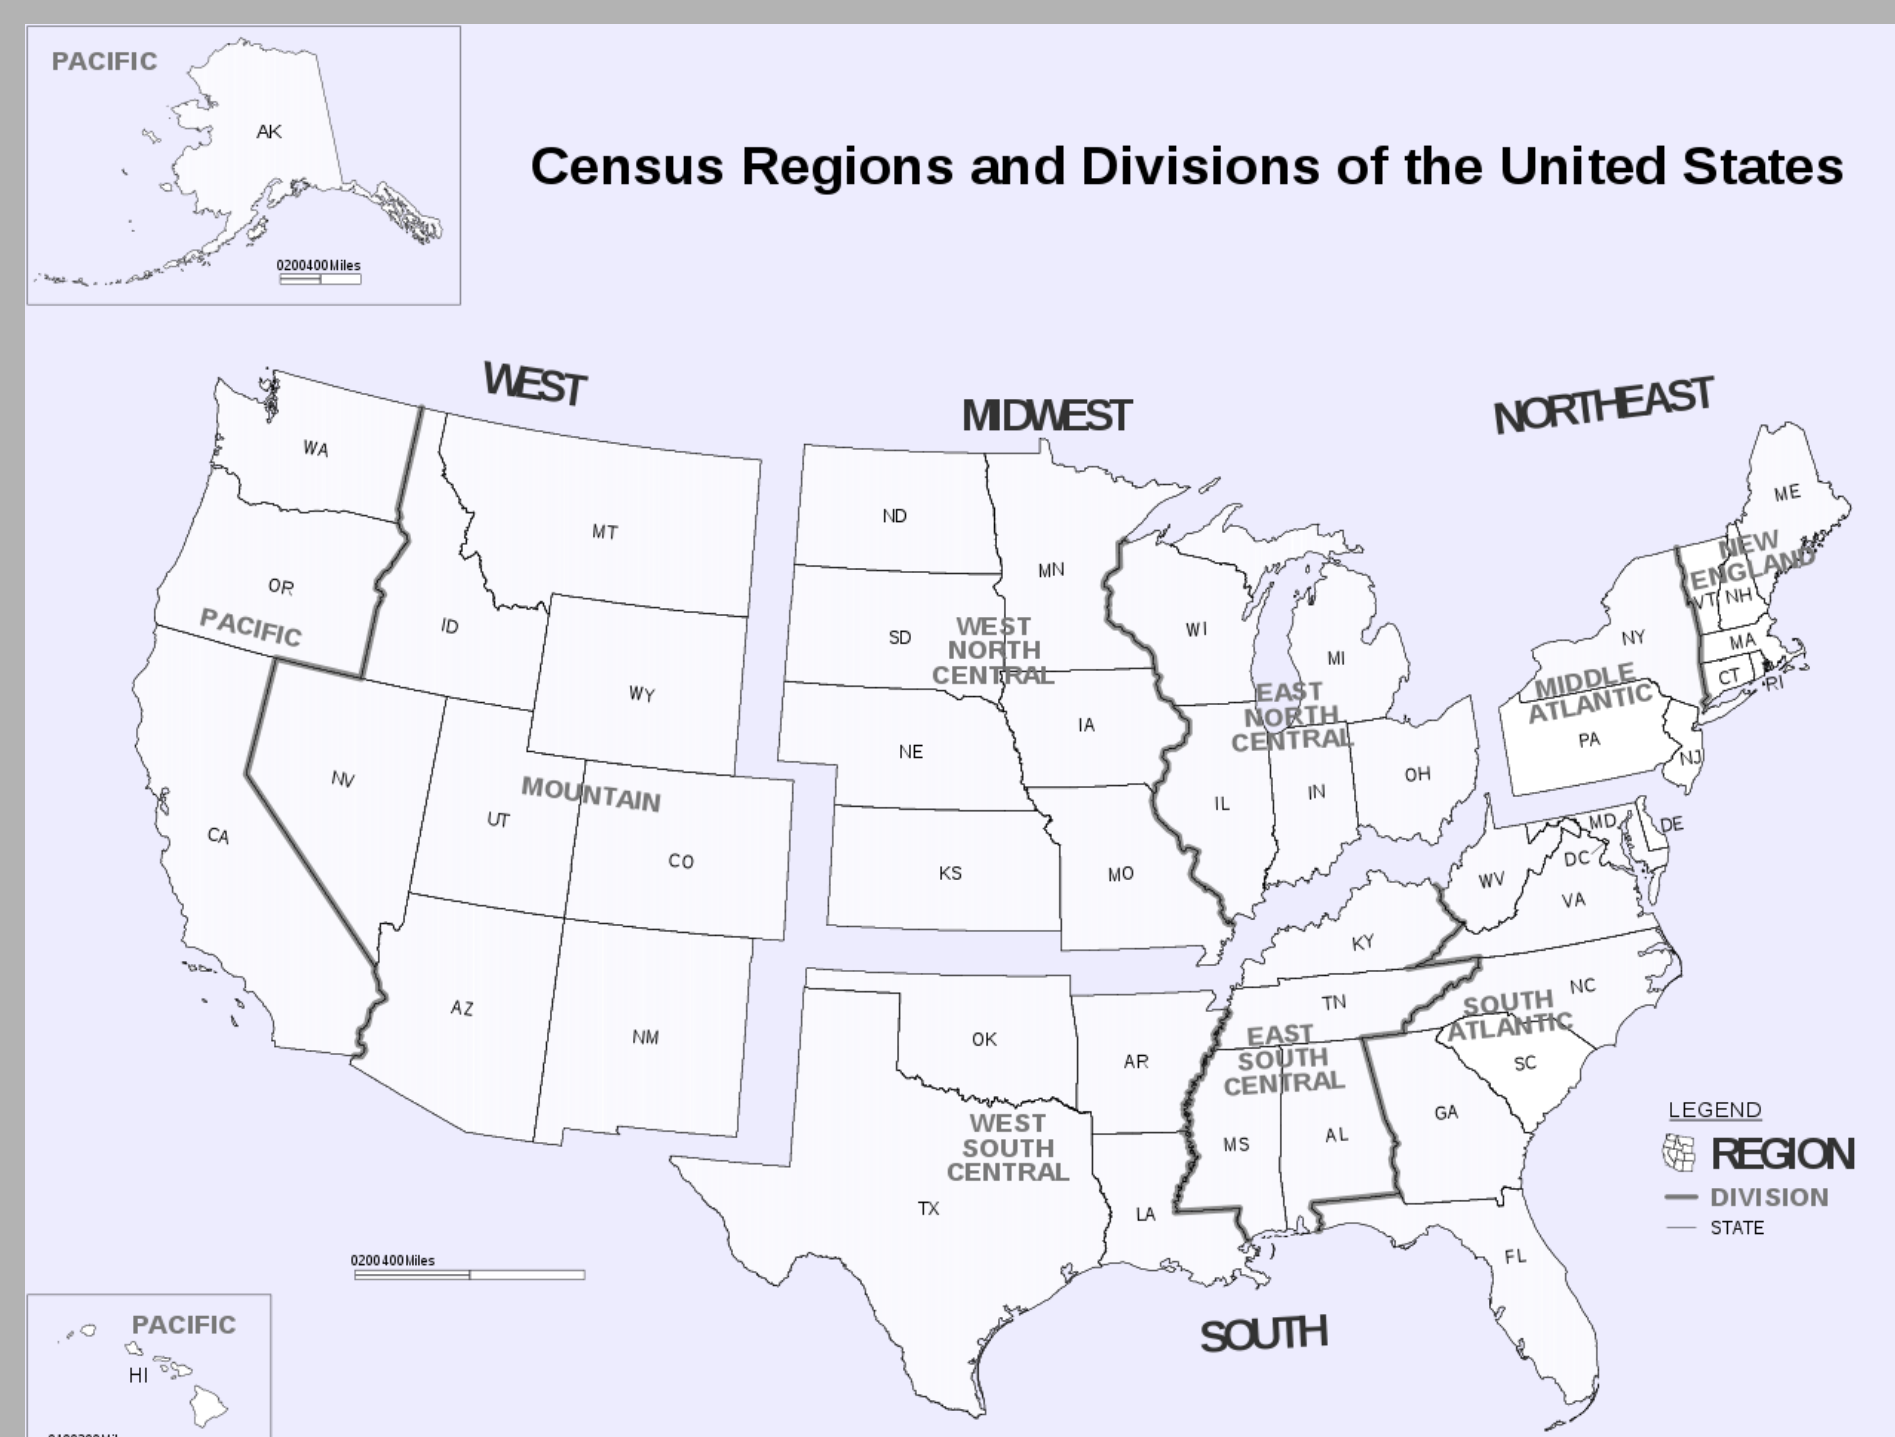 PACIFIC
AK
0200400Miles
Census Regions and Divisions of the United States
WEST
MIDWEST
NORTHEAST
WA
MT
OR
PACIFIC
ID
WY
NV
MOUNTAIN
UT
CA
CO
AZ
NM
ND
MN
SD
WEST
NORTH
CENTRAL
NE
IA
KS
MO
WI
MI
EAST
NORTH
CENTRAL
IL
IN
OH
ME
NEW
ENGLAND
VT
NH
NY
MA
CT
RI
MIDDLE
ATLANTIC
PA
NJ
MD
DE
DC
WV
VA
KY
TN
NC
SOUTH
ATLANTIC
SC
EAST
SOUTH
CENTRAL
GA
MS
AL
OK
AR
WEST
SOUTH
CENTRAL
TX
LA
FL
SOUTH
LEGEND
REGION
DIVISION
STATE
0200400Miles
PACIFIC
HI